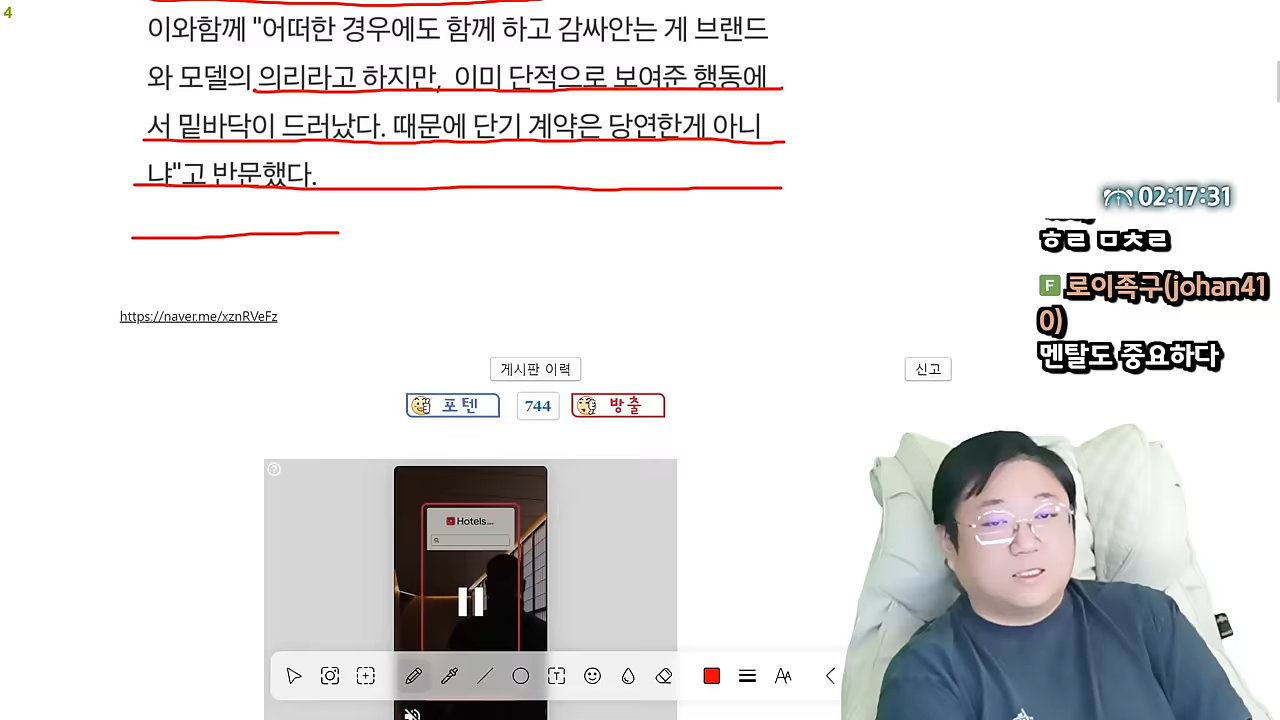 4
이와함께 "어떠한 경우에도 함께 하고 감싸안는 게 브랜드
와 모델의 의리라고 하지만, 이미 단적으로 보여준 행동에
서 밑바닥이 드러났다. 때문에 단기 계약은 당연한게 아니
냐"고 반문했다.
02:17:31
ㅎㄹ ㅁㅊㄹ
F 로이족구(johan41
0)
멘탈도 중요하다
https://naver.me/xznRVeFz
게시판 이력
신고
포텐
744
방출
Hotels...